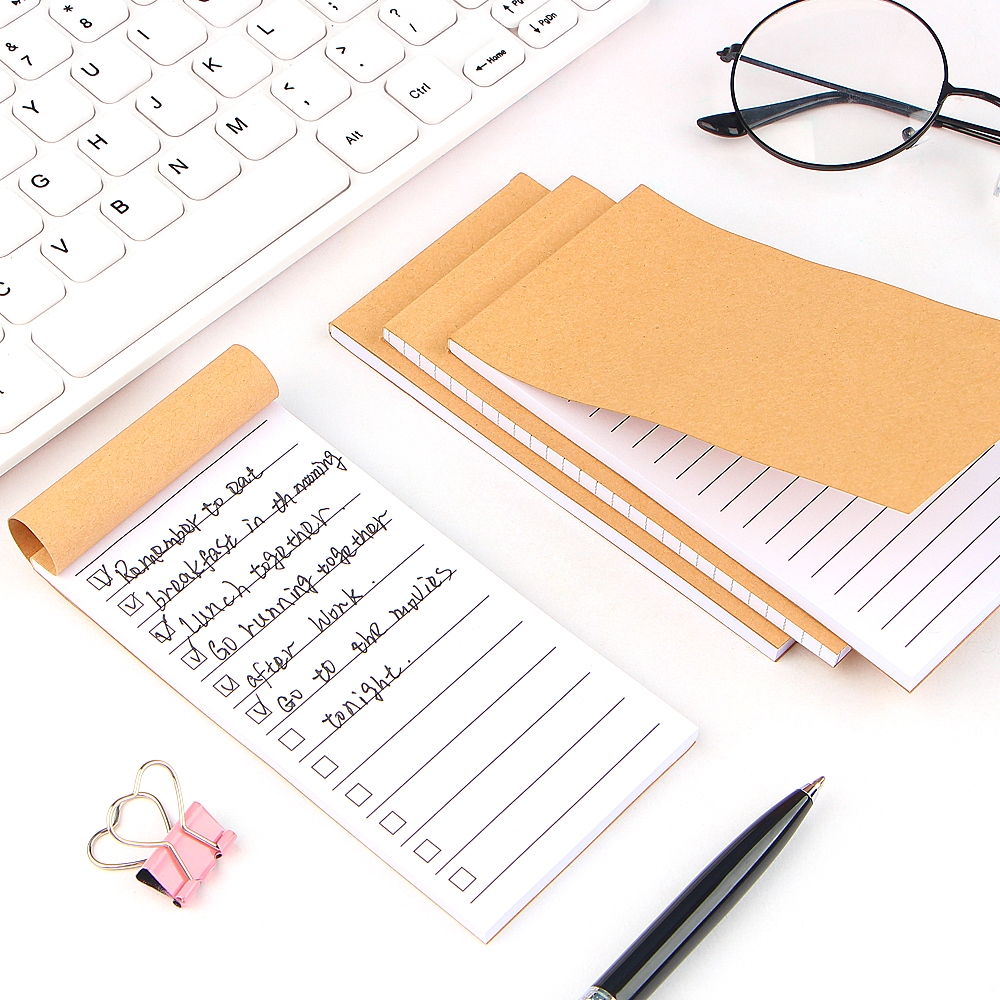 * 8
& 7
? /
PgUp
PgDn
U
I
L
> .
Home
Y
J
K
< ,
Ctrl
H
M
Alt
G
N
B
V
C
Remember to eat
breakfast in th morning
Lunch together.
Go running together
after work.
Go to the movies
tonight.